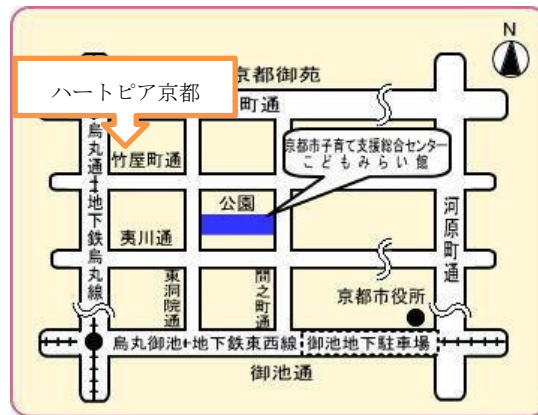 N
京都御苑
ハートピア京都
町通
京都市子育て支援総合センター
こどもみらい館
竹屋町通
公園
烏丸通
地下鉄烏丸線
夷川通
河原町通
東洞院通
間之町通
京都市役所
烏丸御池
地下鉄東西線
御池地下駐車場
御池通